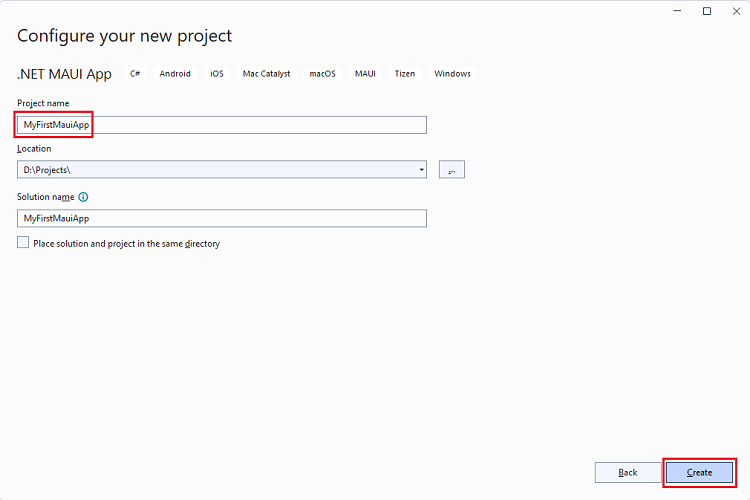 Configure your new project
.NET MAUI App C# Android iOS Mac Catalyst macOS MAUI Tizen Windows
Project name
MyFirstMauiApp
Location
D:\Projects\
...
Solution name
MyFirstMauiApp
Place solution and project in the same directory
Back Create